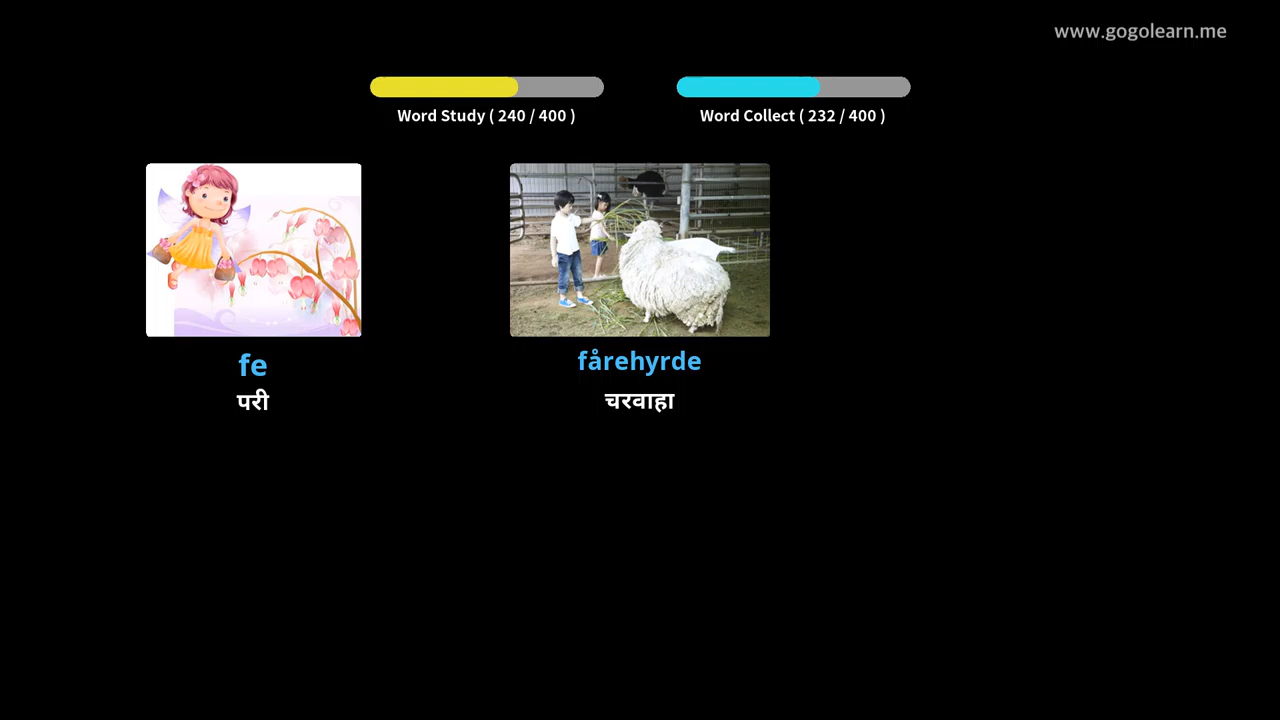 www.gogolearn.me
Word Study ( 240 / 400 )
Word Collect ( 232 / 400 )
fe
परी
fårehyrde
चरवाहा